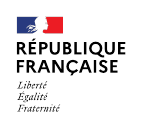 RÉPUBLIQUE
FRANÇAISE
Liberté
Égalité
Fraternité